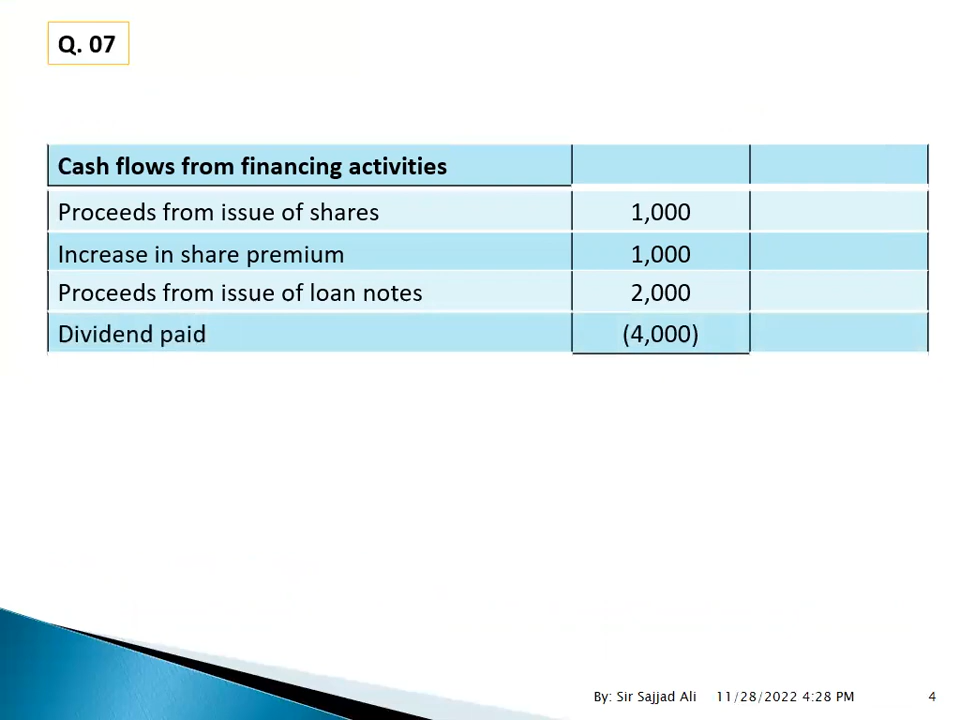 Q. 07
Cash flows from financing activities
Proceeds from issue of shares 1,000
Increase in share premium 1,000
Proceeds from issue of loan notes 2,000
Dividend paid (4,000)
By: Sir Sajjad Ali 11/28/2022 4:28 PM 4